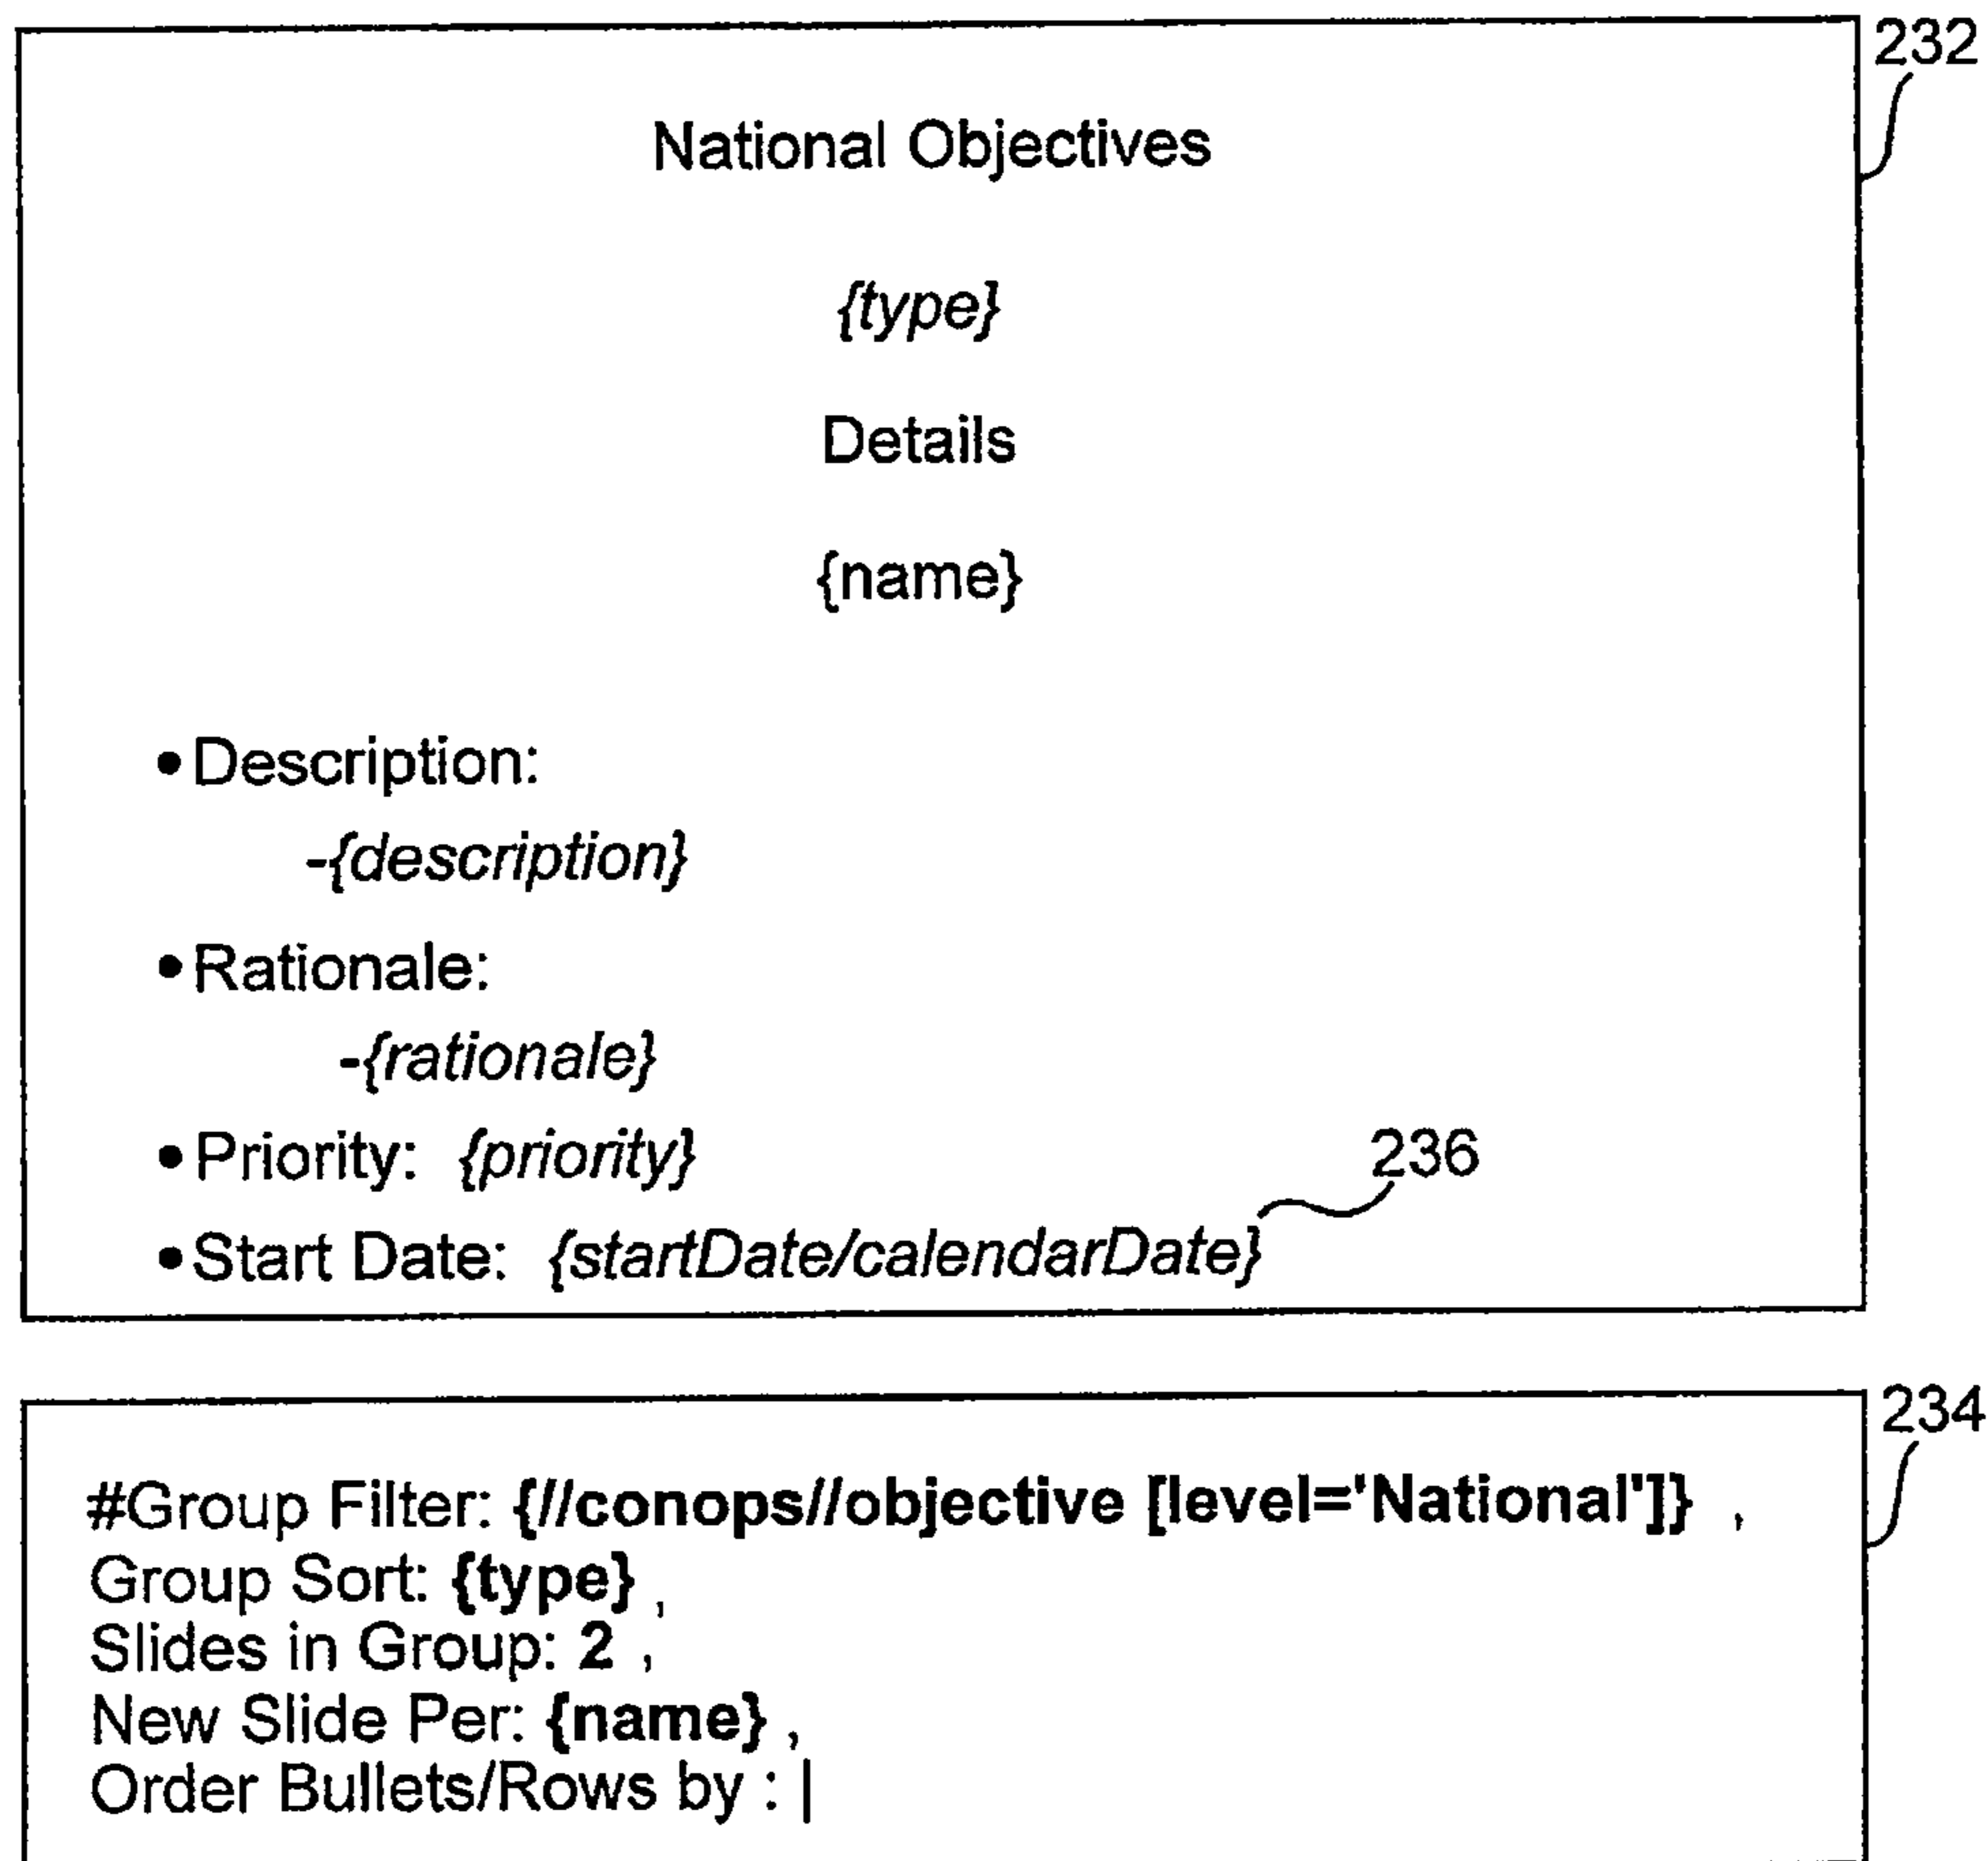 232
National Objectives
{type}
Details
{name}
• Description:
-{description}
• Rationale:
-{rationale}
• Priority: {priority}
236
• Start Date: {startDate/calendarDate}
234
#Group Filter: {//conops//objective [level='National']} ,
Group Sort: {type} ,
Slides in Group: 2 ,
New Slide Per: {name} ,
Order Bullets/Rows by : |